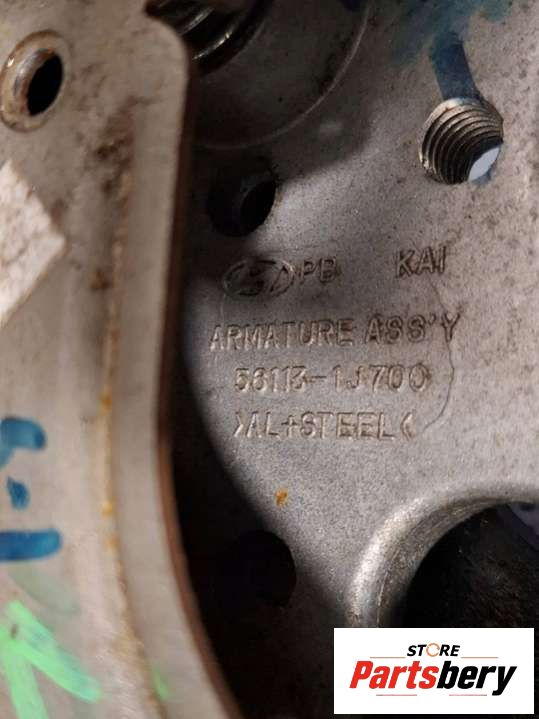 PB KAI
ARMATURE ASS'Y
56113-1J700
>AL+STEEL<
STORE
Partsbery